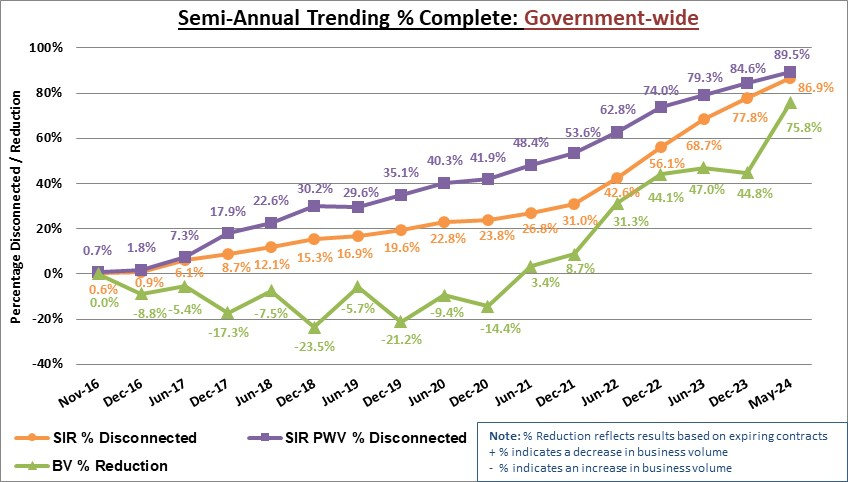 Semi-Annual Trending % Complete: Government-wide
Percentage Disconnected / Reduction
100%
80%
60%
40%
20%
0%
-20%
-40%
0.7%
1.8%
7.3%
17.9%
22.6%
30.2%
29.6%
35.1%
40.3%
41.9%
48.4%
53.6%
62.8%
74.0%
79.3%
84.6%
89.5%
0.6%
0.9%
6.1%
8.7%
12.1%
15.3%
16.9%
19.6%
22.8%
23.8%
26.8%
31.0%
42.6%
56.1%
68.7%
77.8%
86.9%
0.0%
-8.8%
-5.4%
-17.3%
-7.5%
-23.5%
-5.7%
-21.2%
-9.4%
-14.4%
3.4%
8.7%
31.3%
44.1%
47.0%
44.8%
75.8%
Nov-16
Dec-16
Jun-17
Dec-17
Jun-18
Dec-18
Jun-19
Dec-19
Jun-20
Dec-20
Jun-21
Dec-21
Jun-22
Dec-22
Jun-23
Dec-23
May-24
SIR % Disconnected
SIR PWV % Disconnected
BV % Reduction
Note: % Reduction reflects results based on expiring contracts
+ % indicates a decrease in business volume
- % indicates an increase in business volume